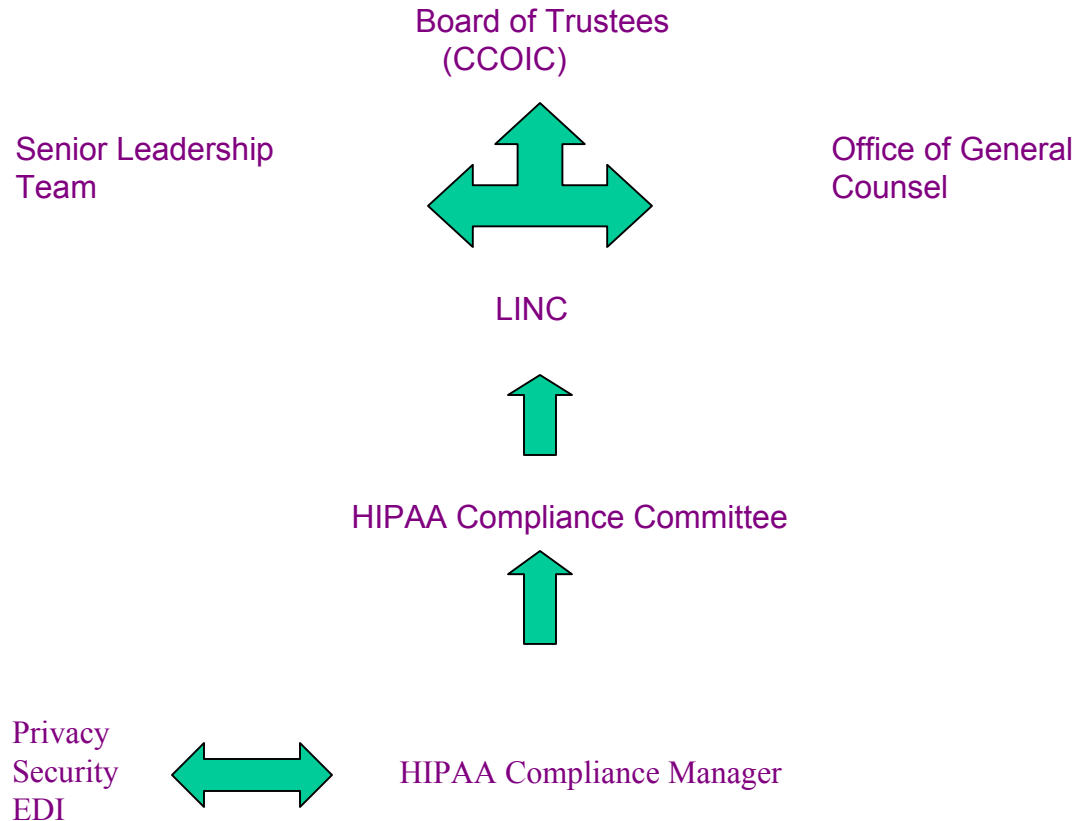 Board of Trustees
(CCOIC)
Senior Leadership
Team
Office of General
Counsel
LINC
HIPAA Compliance Committee
Privacy
Security
EDI
HIPAA Compliance Manager